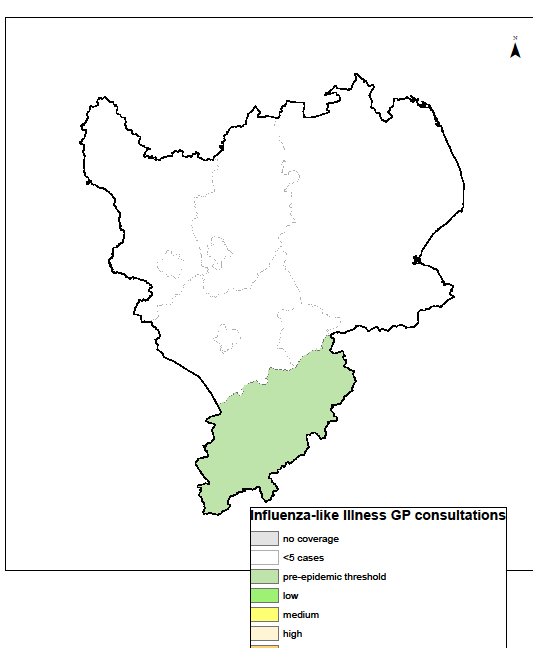 N
Influenza-like Illness GP consultations
no coverage
<5 cases
pre-epidemic threshold
low
medium
high